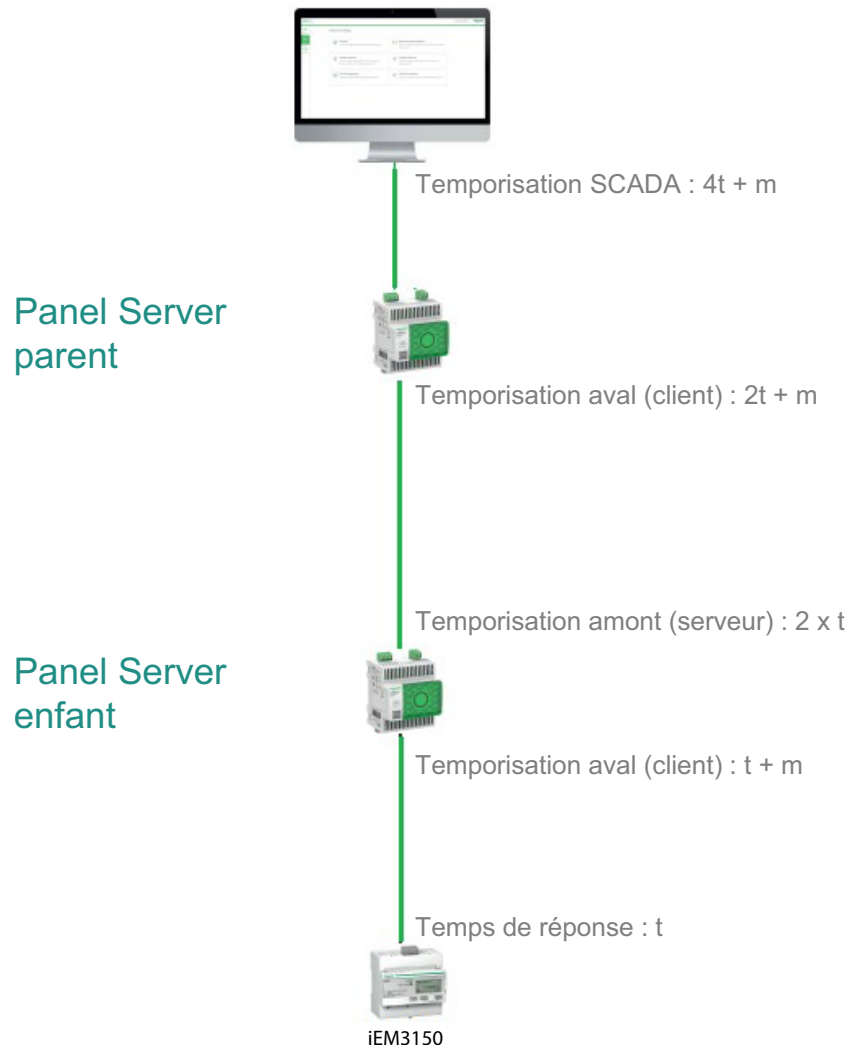 Temporisation SCADA : 4t + m
Panel Server
parent
Temporisation aval (client) : 2t + m
Temporisation amont (serveur) : 2 x t
Panel Server
enfant
Temporisation aval (client) : t + m
Temps de réponse : t
iEM3150